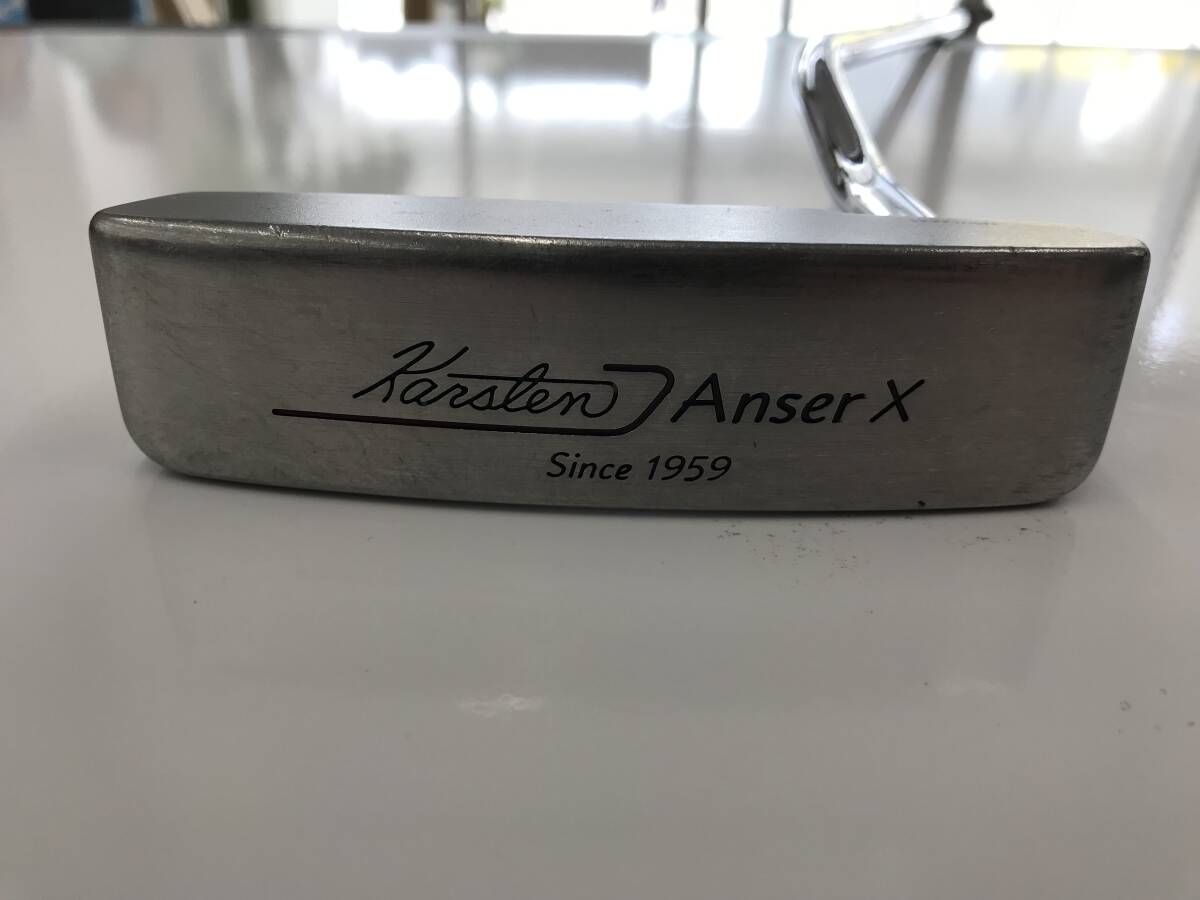 Karsten Anser X
Since 1959